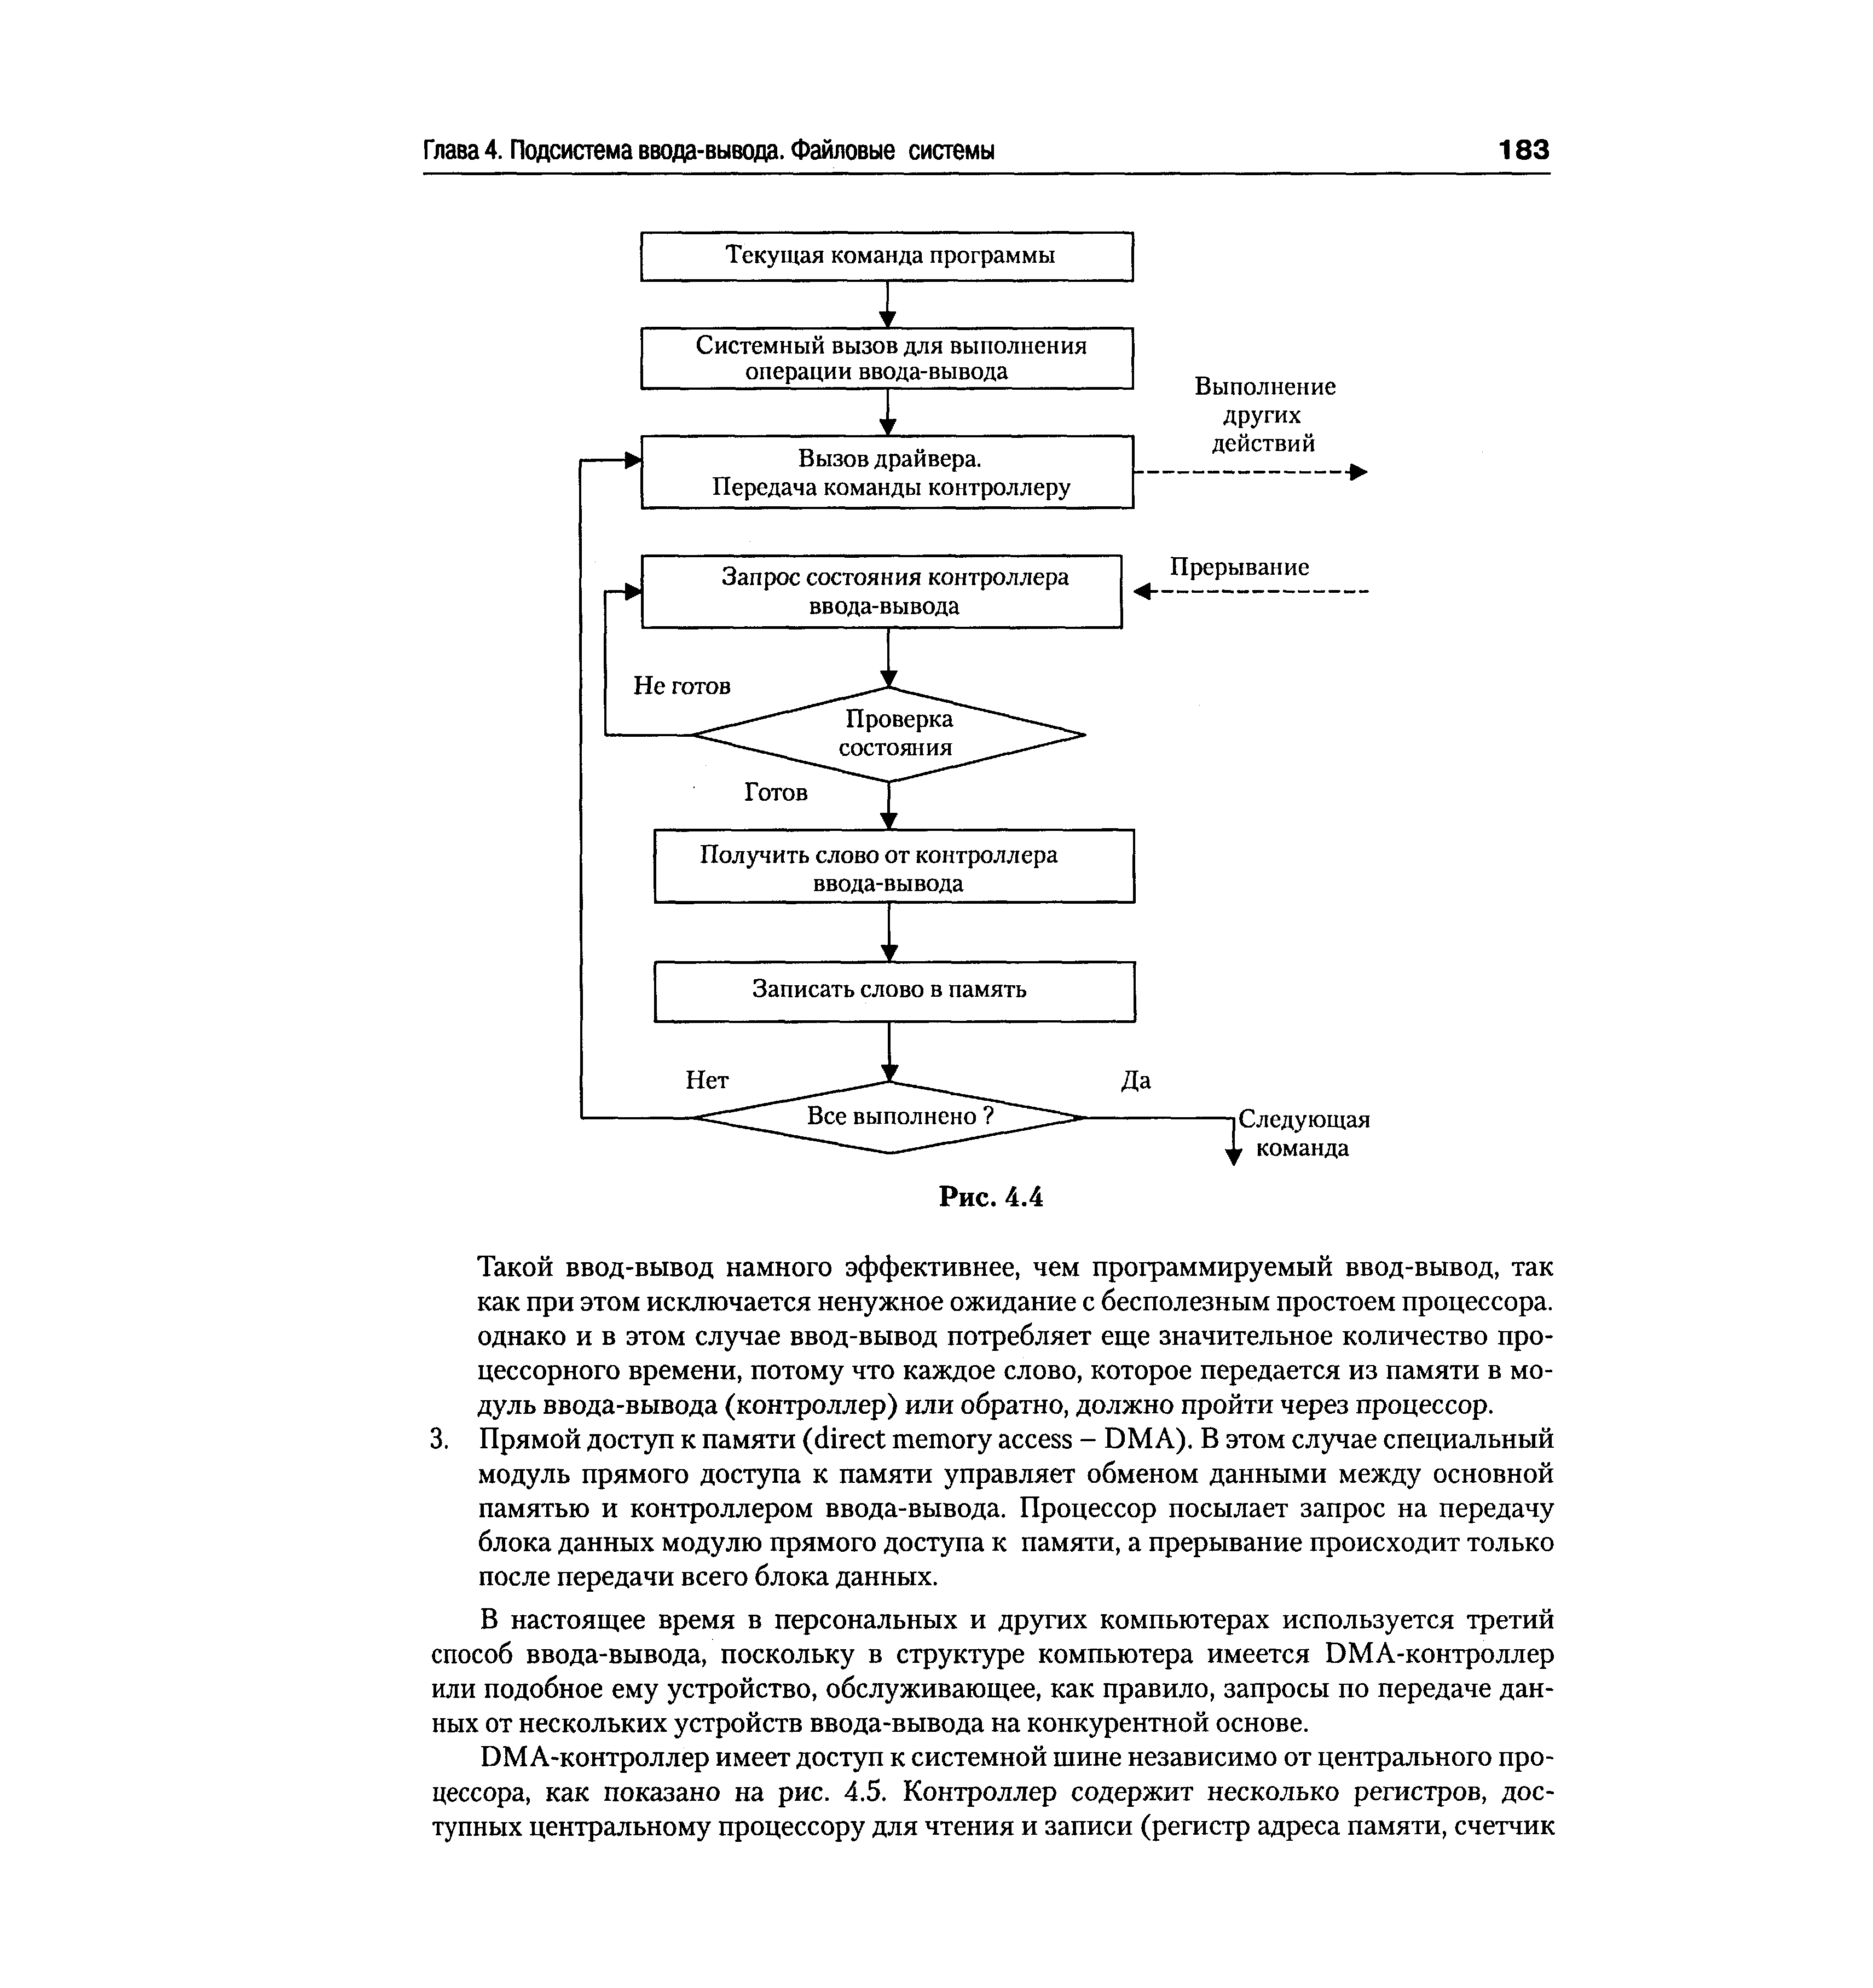 Глава 4. Подсистема ввода-вывода. Файловые системы 183
Текущая команда программы
Системный вызов для выполнения
операции ввода-вывода
Выполнение
других
действий
Вызов драйвера.
Передача команды контроллеру
Прерывание
Запрос состояния контроллера
ввода-вывода
Не готов
Проверка
состояния
Готов
Получить слово от контроллера
ввода-вывода
Записать слово в память
Нет
Да
Все выполнено ?
Следующая
команда
Рис. 4.4
Такой ввод-вывод намного эффективнее, чем программируемый ввод-вывод, так
как при этом исключается ненужное ожидание с бесполезным простоем процессора.
однако и в этом случае ввод-вывод потребляет еще значительное количество про-
цессорного времени, потому что каждое слово, которое передается из памяти в мо-
дуль ввода-вывода (контроллер) или обратно, должно пройти через процессор.
3. Прямой доступ к памяти (direct memory access – DMA). В этом случае специальный
модуль прямого доступа к памяти управляет обменом данными между основной
памятью и контроллером ввода-вывода. Процессор посылает запрос на передачу
блока данных модулю прямого доступа к памяти, а прерывание происходит только
после передачи всего блока данных.
В настоящее время в персональных и других компьютерах используется третий
способ ввода-вывода, поскольку в структуре компьютера имеется DMA-контроллер
или подобное ему устройство, обслуживающее, как правило, запросы по передаче дан-
ных от нескольких устройств ввода-вывода на конкурентной основе.
DMA-контроллер имеет доступ к системной шине независимо от центрального про-
цессора, как показано на рис. 4.5. Контроллер содержит несколько регистров, дос-
тупных центральному процессору для чтения и записи (регистр адреса памяти, счетчик